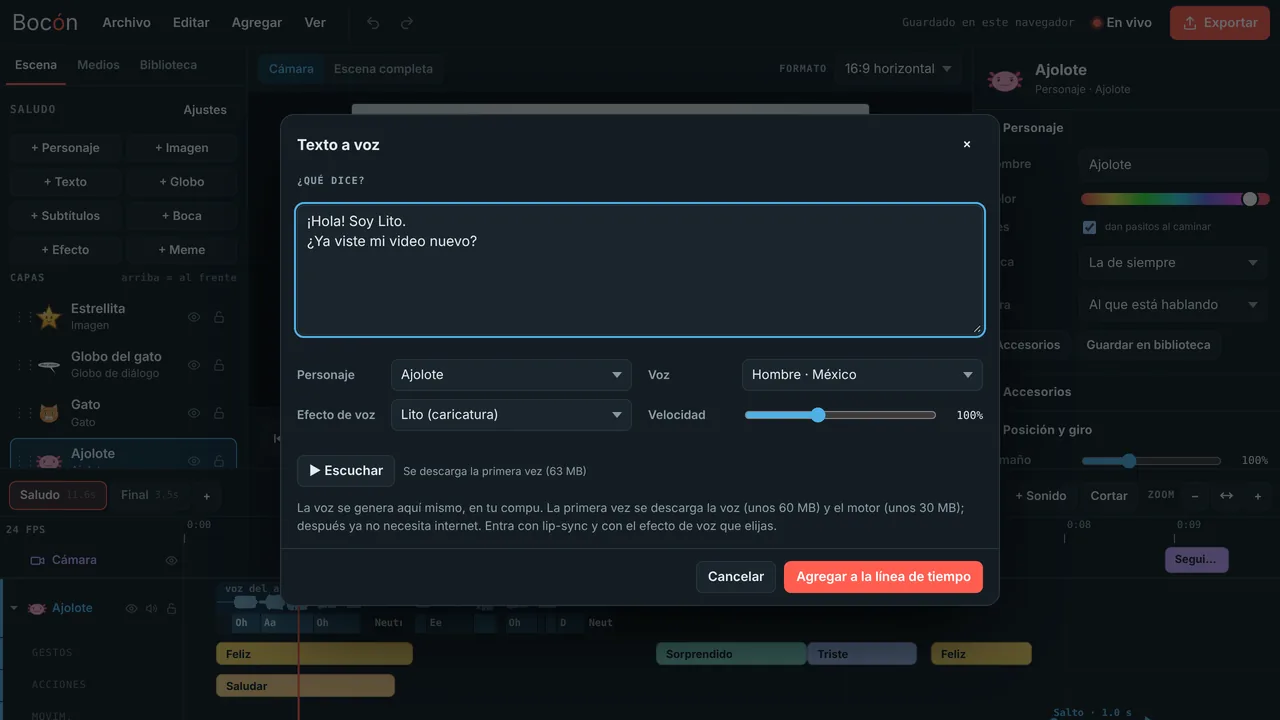 Bocón
Archivo
Editar
Agregar
Ver
Guardado en este navegador
En vivo
Exportar
Escena
Medios
Biblioteca
Cámara
Escena completa
FORMATO
16:9 horizontal
Ajolote
Personaje · Ajolote
SALUDO
Ajustes
+ Personaje
+ Imagen
+ Texto
+ Globo
+ Subtítulos
+ Boca
+ Efecto
+ Meme
CAPAS
arriba = al frente
Estrellita
Imagen
Globo del gato
Globo de diálogo
Gato
Gato
Ajolote
Texto a voz
×
¿QUÉ DICE?
¡Hola! Soy Lito.
¿Ya viste mi video nuevo?
Personaje
Ajolote
Voz
Hombre · México
Efecto de voz
Lito (caricatura)
Velocidad
100%
Escuchar
Se descarga la primera vez (63 MB)
La voz se genera aquí mismo, en tu compu. La primera vez se descarga la voz (unos 60 MB) y el motor (unos 30 MB);
después ya no necesita internet. Entra con lip-sync y con el efecto de voz que elijas.
Cancelar
Agregar a la línea de tiempo
Personaje
Ajolote
dan pasitos al caminar
La de siempre
Al que está hablando
Guardar en biblioteca
Accesorios
Posición y giro
100%
Saludo 11.6s
Final 3.5s
+
+ Sonido
Cortar
ZOOM
−
+
24 FPS
0:00
0:08
0:09
Cámara
Segui...
Ajolote
voz del a
Oh
Aa
Oh
Ee
Oh
D
Neut
GESTOS
Feliz
Sorprendido
Triste
Feliz
ACCIONES
Saludar
MOVIM.
Salto · 1.0 s